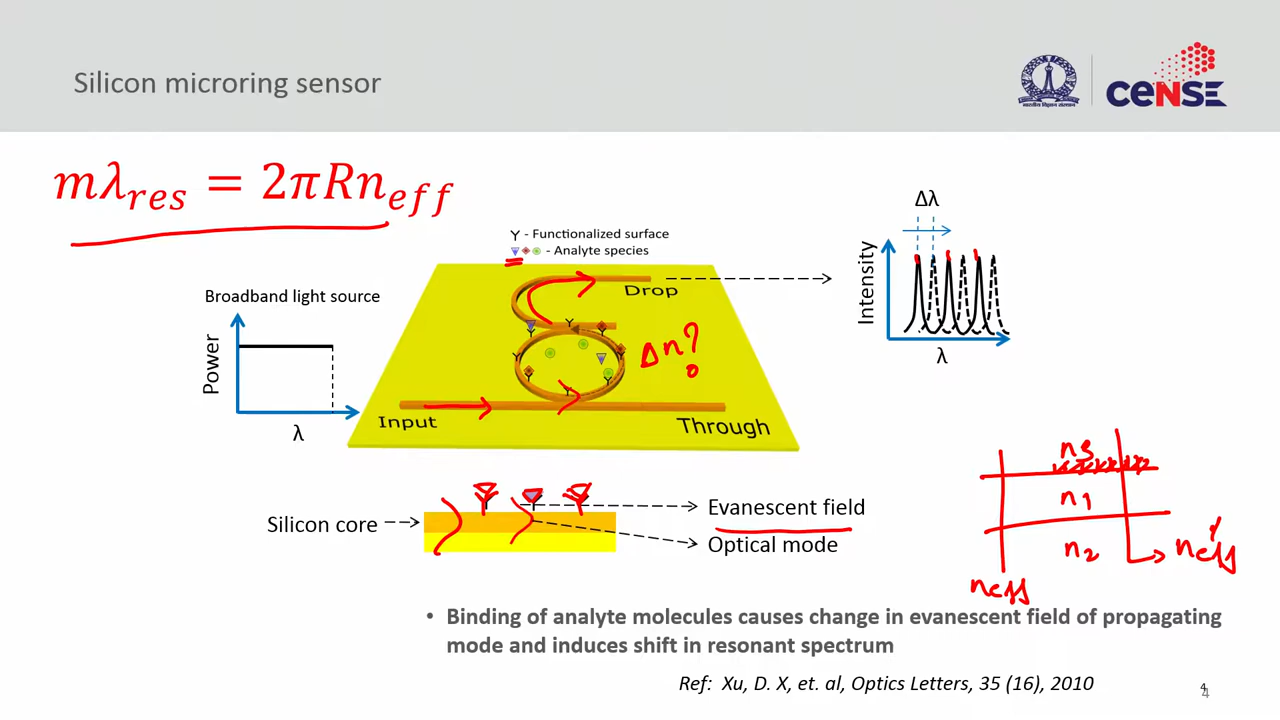 Silicon microring sensor
CeNSE
mλres = 2πRneff
Y - Functionalized surface
- Analyte species
Broadband light source
Power
λ
Drop
Δn?
Input
Through
Δλ
Intensity
λ
Silicon core
Evanescent field
Optical mode
n3
n1
n2
neff
neff'
• Binding of analyte molecules causes change in evanescent field of propagating
mode and induces shift in resonant spectrum
Ref: Xu, D. X, et. al, Optics Letters, 35 (16), 2010
4